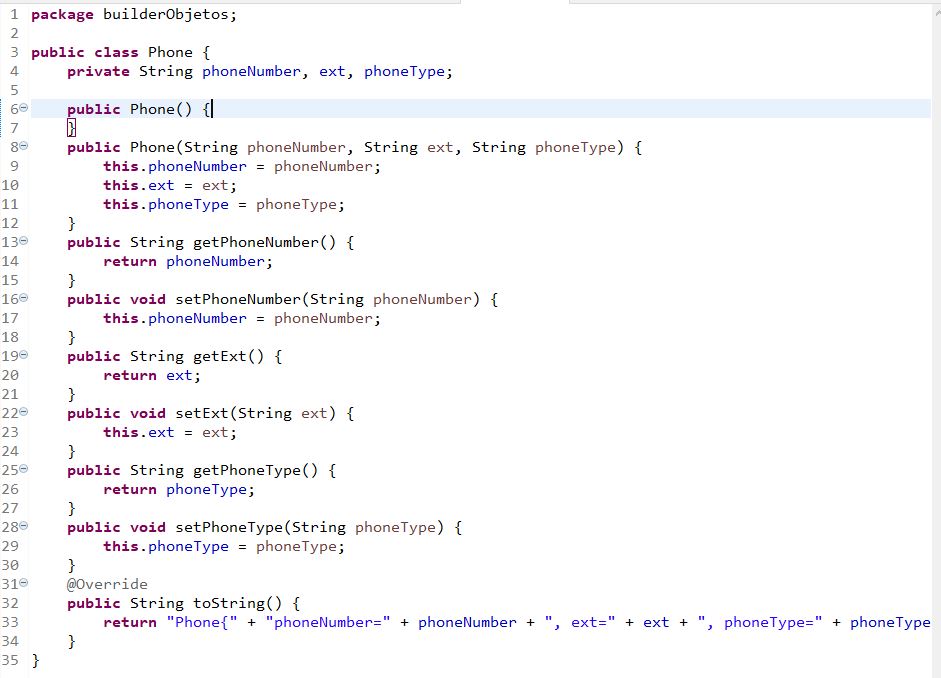 1 package builderObjetos;
2
3 public class Phone {
4     private String phoneNumber, ext, phoneType;
5
6     public Phone() {
7     }
8     public Phone(String phoneNumber, String ext, String phoneType) {
9         this.phoneNumber = phoneNumber;
10         this.ext = ext;
11         this.phoneType = phoneType;
12     }
13     public String getPhoneNumber() {
14         return phoneNumber;
15     }
16     public void setPhoneNumber(String phoneNumber) {
17         this.phoneNumber = phoneNumber;
18     }
19     public String getExt() {
20         return ext;
21     }
22     public void setExt(String ext) {
23         this.ext = ext;
24     }
25     public String getPhoneType() {
26         return phoneType;
27     }
28     public void setPhoneType(String phoneType) {
29         this.phoneType = phoneType;
30     }
31     @Override
32     public String toString() {
33         return "Phone{" + "phoneNumber=" + phoneNumber + ", ext=" + ext + ", phoneType=" + phoneType
34     }
35 }